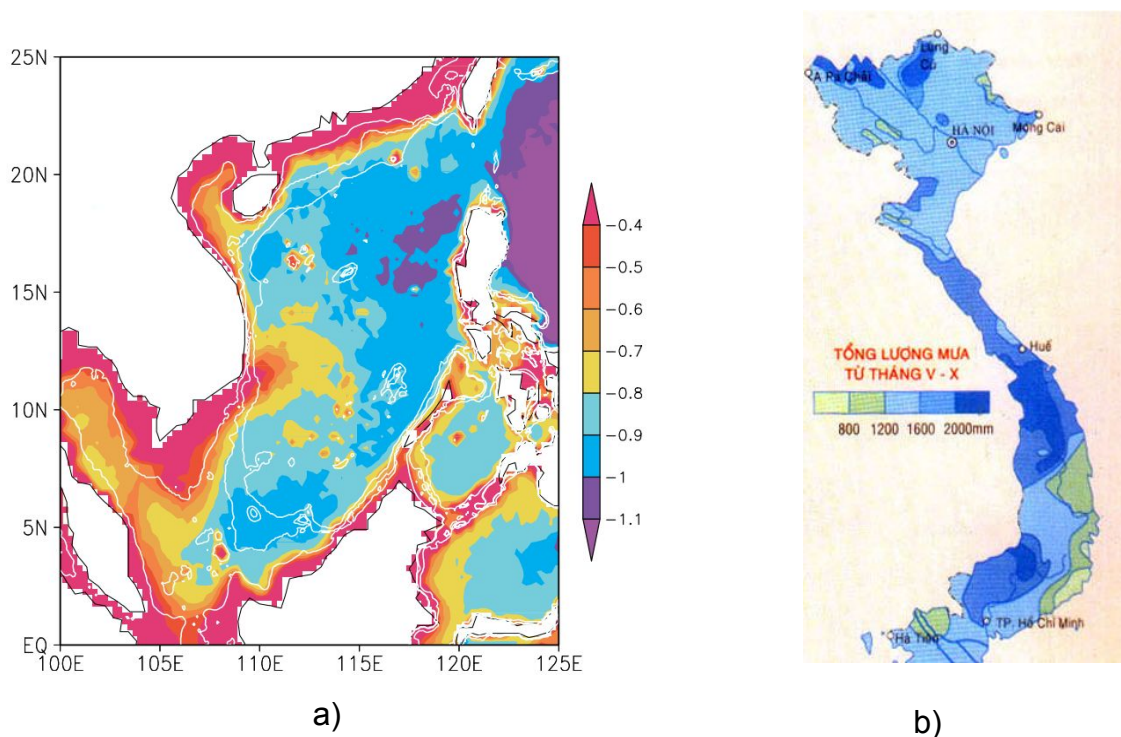 25N
20N
15N
10N
5N
EQ
100E
105E
110E
115E
120E
125E
-0.4
-0.5
-0.6
-0.7
-0.8
-0.9
-1
-1.1
a)
Lũng
Cú
A Pa Chải
HÀ NỘI
Móng Cái
Huế
TỔNG LƯỢNG MƯA
TỪ THÁNG V - X
800 1200 1600 2000mm
TP. Hồ Chí Minh
Hà Tiên
b)